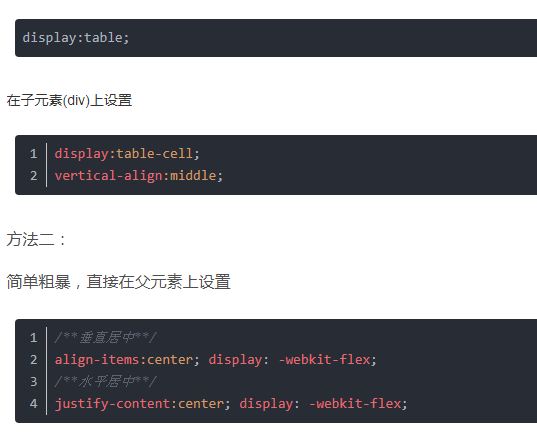 display:table;
在子元素(div)上设置
1 display:table-cell;
2 vertical-align:middle;
方法二：
简单粗暴，直接在父元素上设置
1 /**垂直居中**/
2 align-items:center; display: -webkit-flex;
3 /**水平居中**/
4 justify-content:center; display: -webkit-flex;